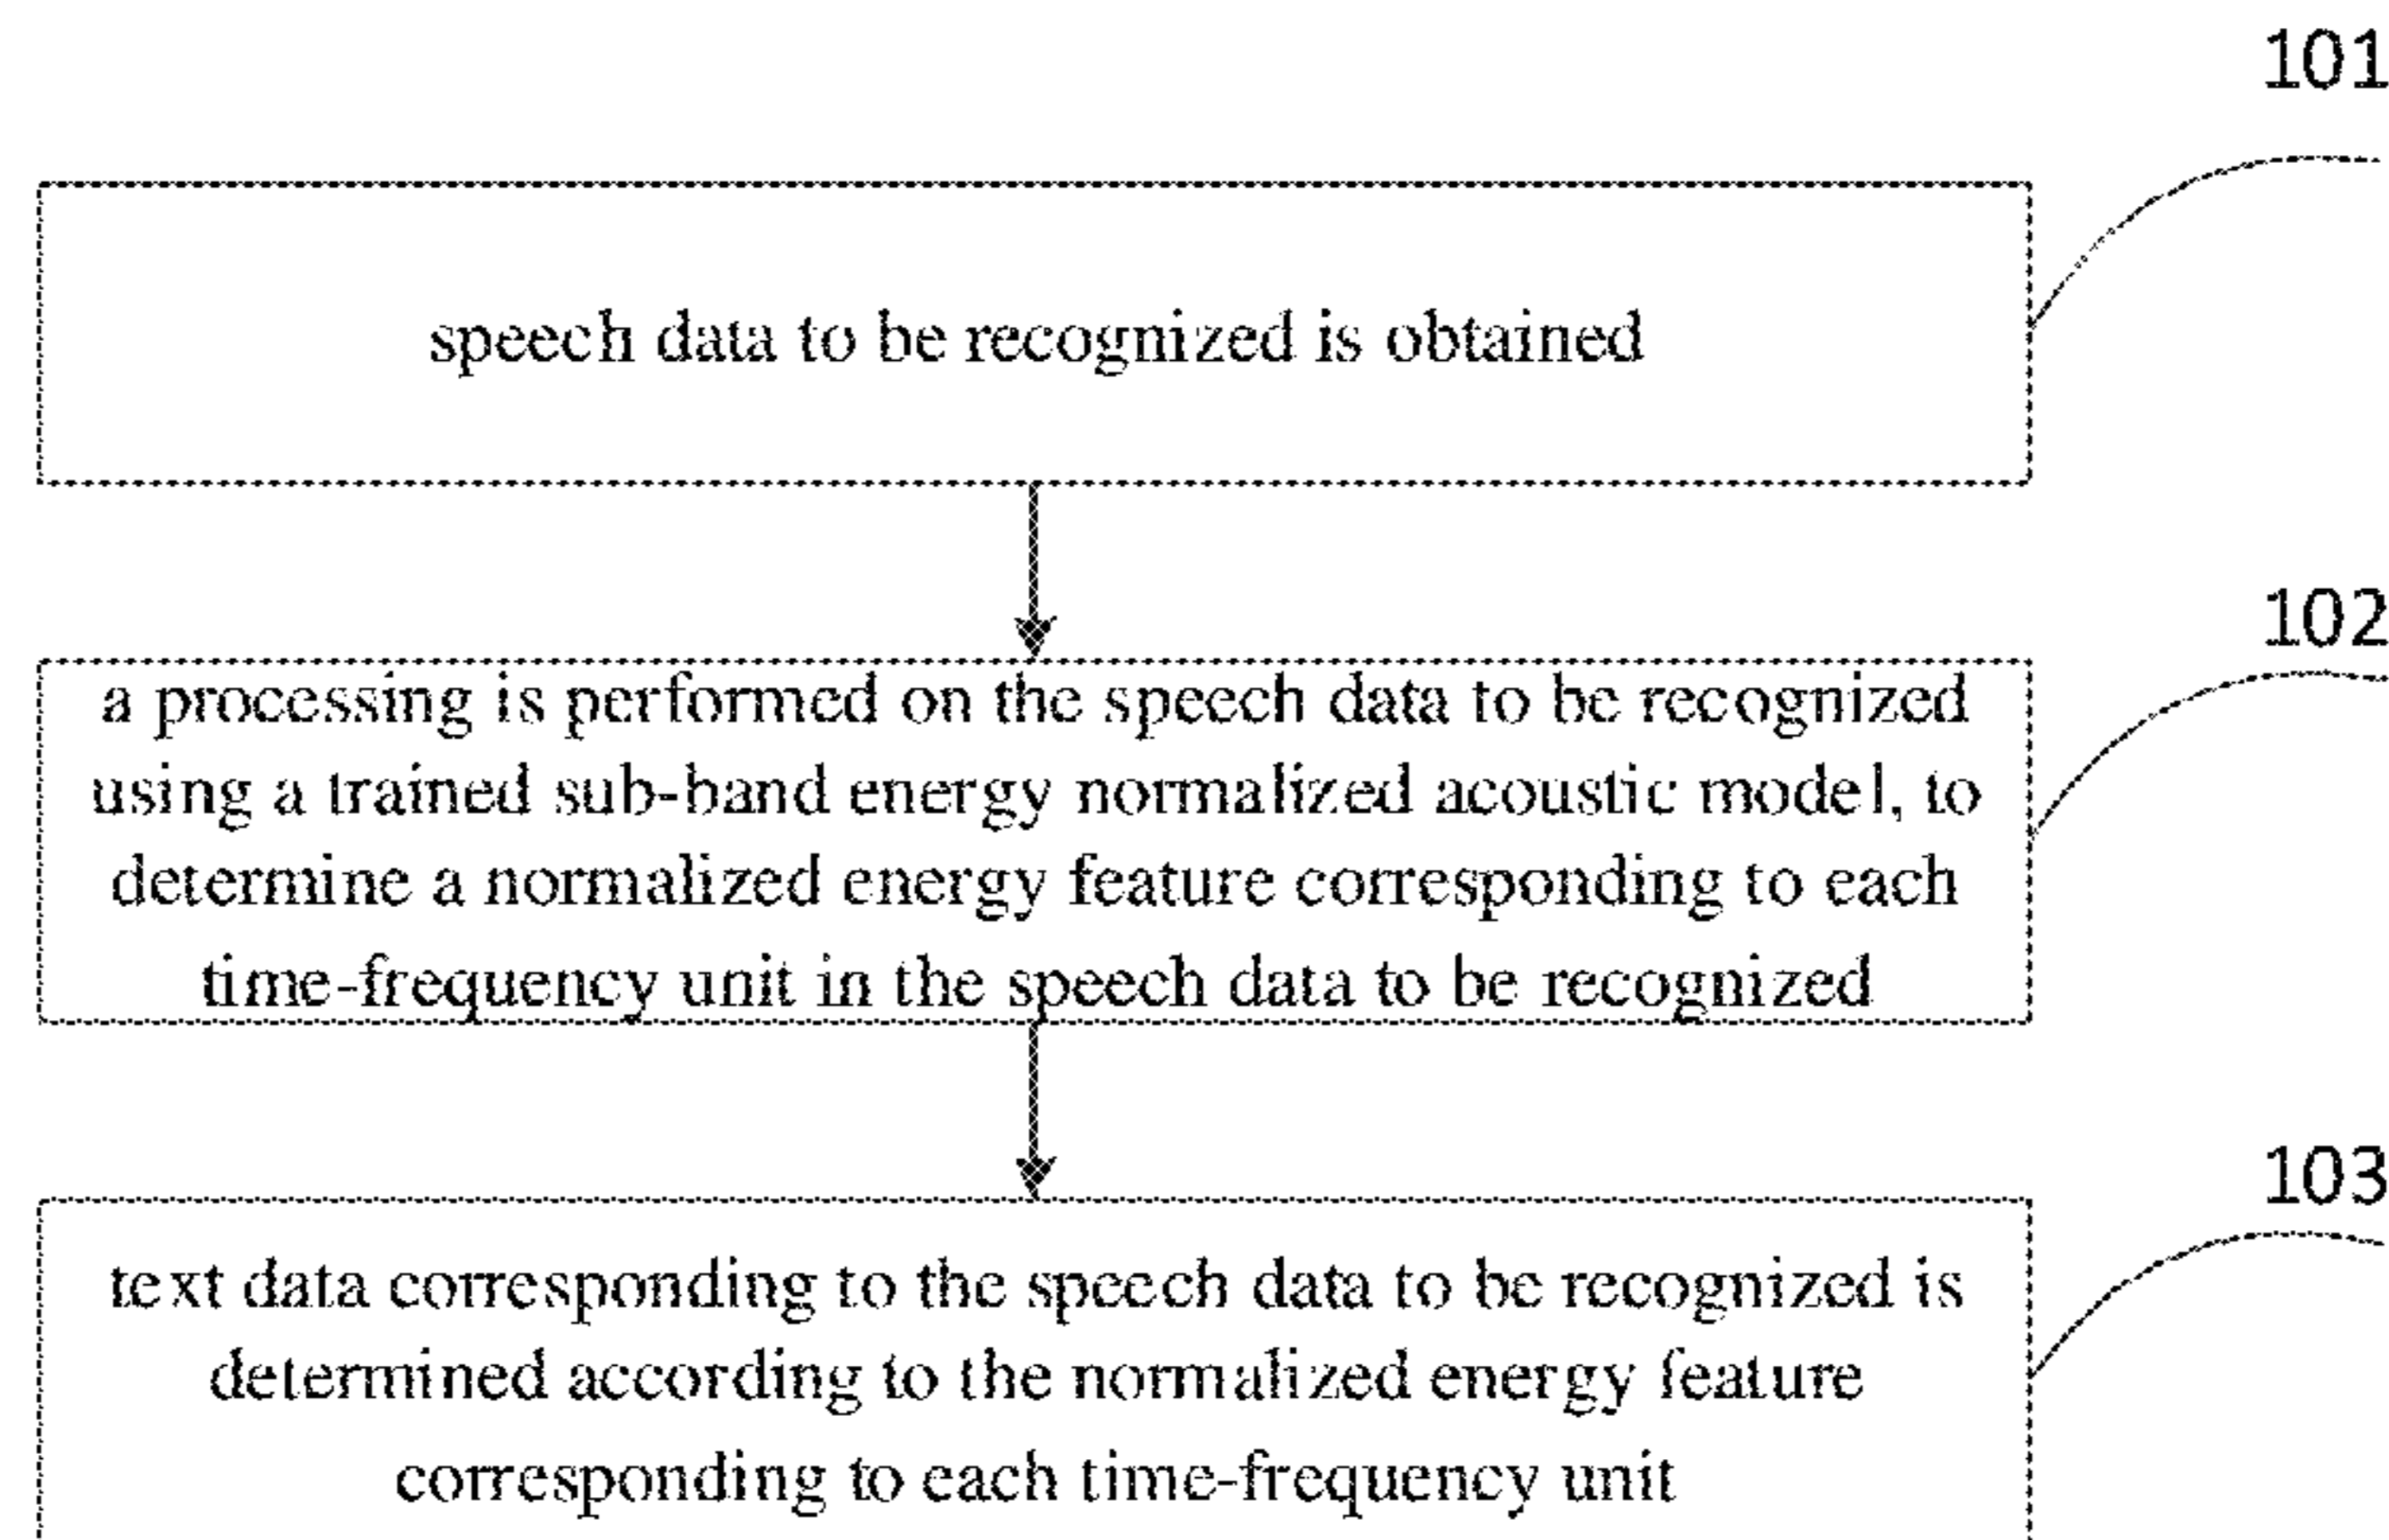 101
speech data to be recognized is obtained
102
a processing is performed on the speech data to be recognized
using a trained sub-band energy normalized acoustic model, to
determine a normalized energy feature corresponding to each
time-frequency unit in the speech data to be recognized
103
text data corresponding to the speech data to be recognized is
determined according to the normalized energy feature
corresponding to each time-frequency unit